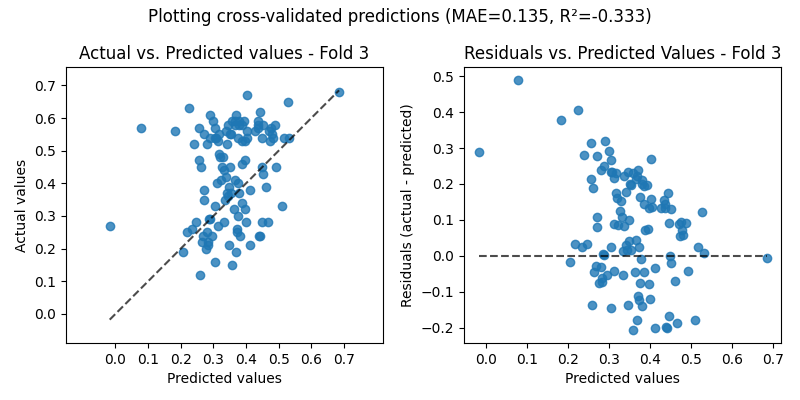 Plotting cross-validated predictions (MAE=0.135, R²=-0.333)
Actual vs. Predicted values - Fold 3
Actual values
0.7
0.6
0.5
0.4
0.3
0.2
0.1
0.0
0.0 0.1 0.2 0.3 0.4 0.5 0.6 0.7
Predicted values
Residuals vs. Predicted Values - Fold 3
Residuals (actual - predicted)
0.5
0.4
0.3
0.2
0.1
0.0
−0.1
−0.2
0.0 0.1 0.2 0.3 0.4 0.5 0.6 0.7
Predicted values